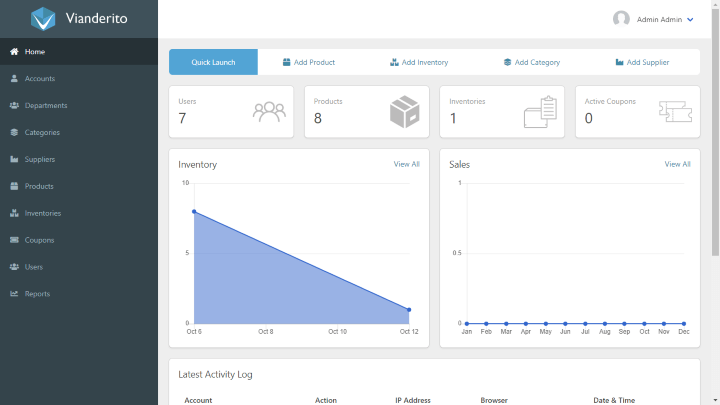 Vianderito
Admin Admin
Home
Accounts
Departments
Categories
Suppliers
Products
Inventories
Coupons
Users
Reports
Quick Launch
Add Product
Add Inventory
Add Category
Add Supplier
Users
7
Products
8
Inventories
1
Active Coupons
0
Inventory
View All
10
5
0
Oct 6
Oct 8
Oct 10
Oct 12
Sales
View All
1
0.5
0
Jan Feb Mar Apr May Jun Jul Aug Sep Oct Nov Dec
Latest Activity Log
Account Action IP Address Browser Date & Time